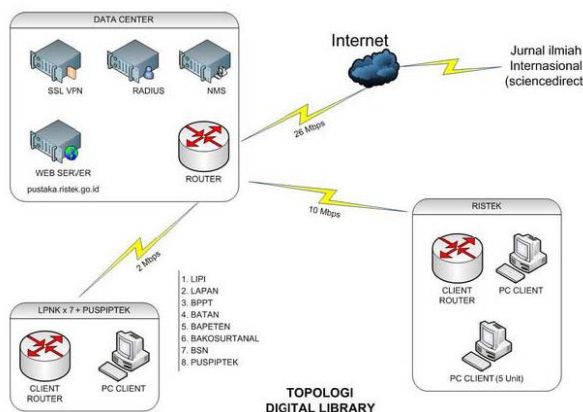 DATA CENTER
SSL VPN
RADIUS
NMS
WEB SERVER
pustaka.ristek.go.id
ROUTER
Internet
Jurnal ilmiah
Internasional
(sciencedirect)
26 Mbps
10 Mbps
2 Mbps
RISTEK
CLIENT
ROUTER
PC CLIENT
PC CLIENT (5 Unit)
LPNK x 7 + PUSPIPTEK
CLIENT
ROUTER
PC CLIENT
1. LIPI
2. LAPAN
3. BPPT
4. BATAN
5. BAPETEN
6. BAKOSURTANAL
7. BSN
8. PUSPIPTEK
TOPOLOGI
DIGITAL LIBRARY